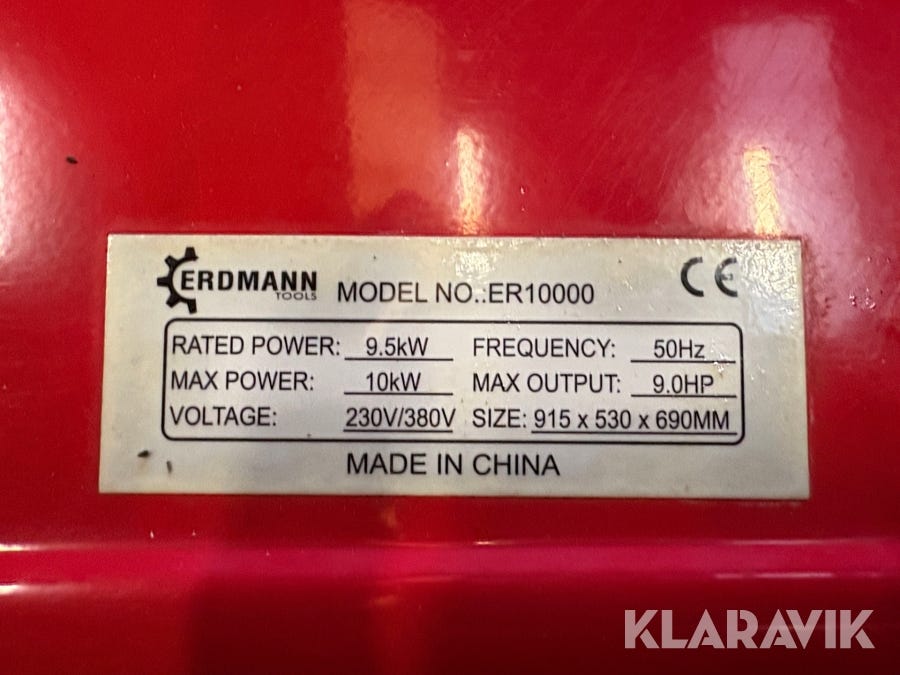 ERDMANN
TOOLS
MODEL NO.:ER10000
CE
RATED POWER: 9.5kW FREQUENCY: 50Hz
MAX POWER: 10kW MAX OUTPUT: 9.0HP
VOLTAGE: 230V/380V SIZE: 915 x 530 x 690MM
MADE IN CHINA
KLARAVIK